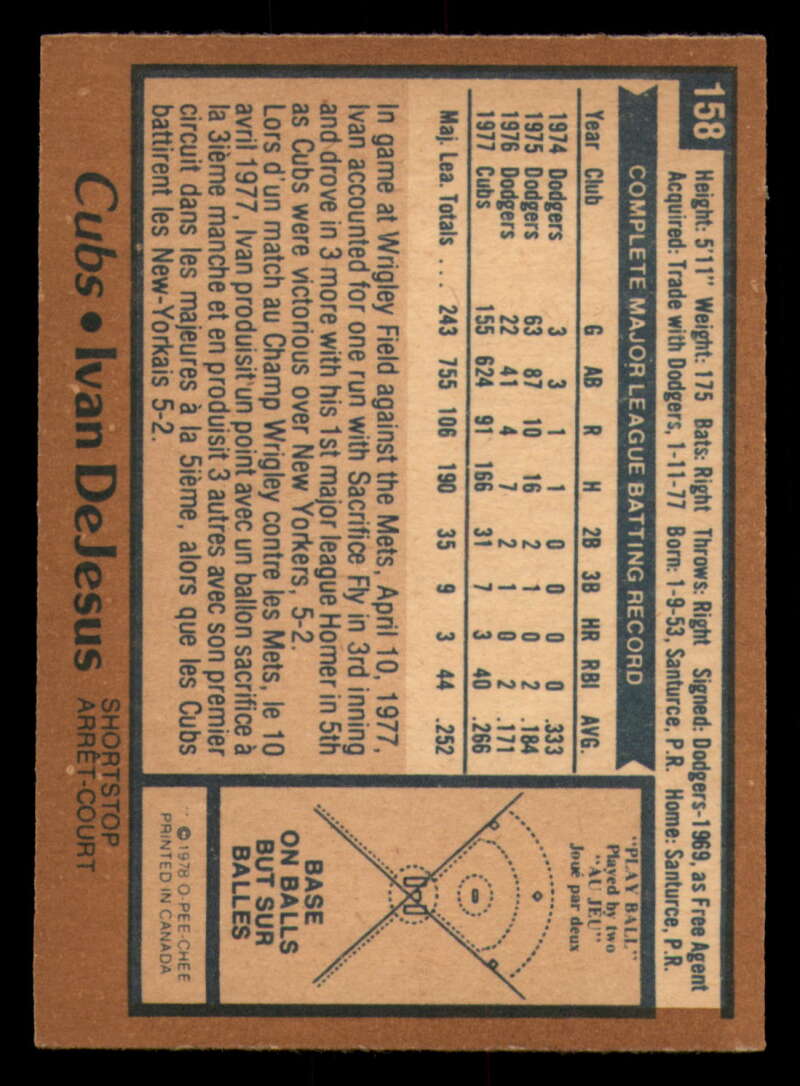 158
Height: 5'11" Weight: 175 Bats: Right Throws: Right Signed: Dodgers-1969, as Free Agent
Acquired: Trade with Dodgers, 1-11-77 Born: 1-9-53, Santurce, P.R. Home: Santurce, P.R.
COMPLETE MAJOR LEAGUE BATTING RECORD
Year Club G AB R H 2B 3B HR RBI AVG.
1974 Dodgers 3 3 1 1 0 0 0 0 .333
1975 Dodgers 63 87 10 16 2 1 0 2 .184
1976 Dodgers 22 41 4 7 2 1 0 2 .171
1977 Cubs 155 624 91 166 31 7 3 40 .266
Maj. Lea. Totals .... 243 755 106 190 35 9 3 44 .252
In game at Wrigley Field against the Mets, April 10, 1977,
Ivan accounted for one run with Sacrifice Fly in 3rd inning
and drove in 3 more with his 1st major league Homer in 5th
as Cubs were victorious over New Yorkers, 5-2.
Lors d'un match au Champ Wrigley contre les Mets, le 10
avril 1977, Ivan produisit un point avec un ballon sacrifice à
la 3ième manche et en produisit 3 autres avec son premier
circuit dans les majeures à la 5ième, alors que les Cubs
battirent les New-Yorkais 5-2.
"PLAY BALL"
Played by two
"AU JEU"
Joué par deux
BASE
ON BALLS
BUT SUR
BALLES
© 1978 O-PEE-CHEE
PRINTED IN CANADA
Cubs • Ivan DeJesus
SHORTSTOP
ARRÊT-COURT